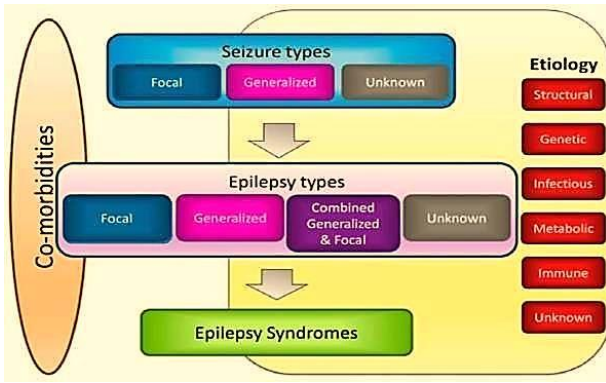 Co-morbidities
Seizure types
Focal
Generalized
Unknown
Epilepsy types
Focal
Generalized
Combined
Generalized
& Focal
Unknown
Epilepsy Syndromes
Etiology
Structural
Genetic
Infectious
Metabolic
Immune
Unknown